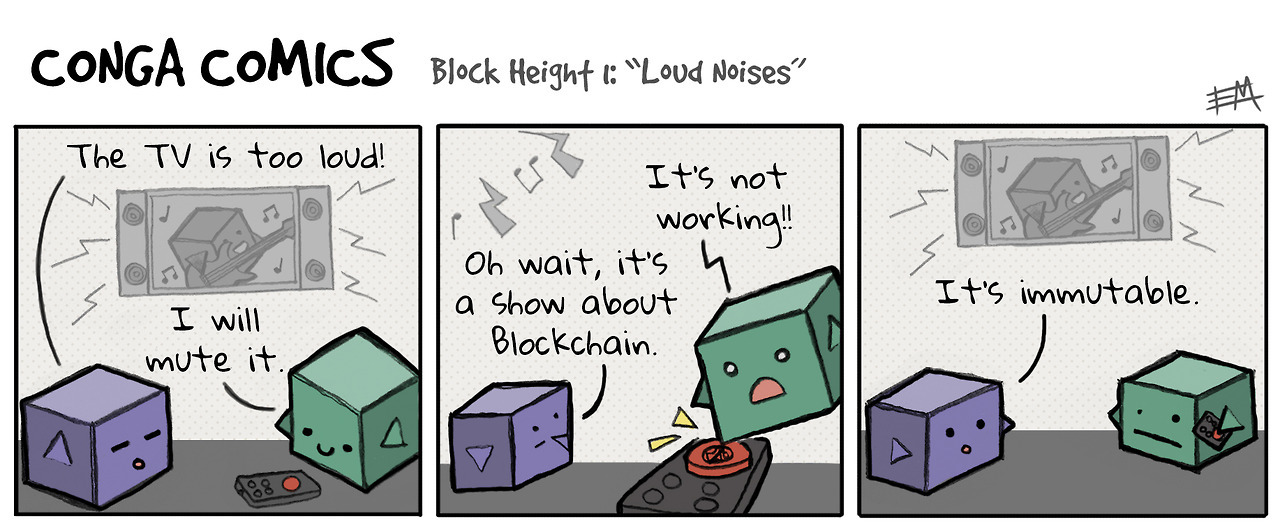 CONGA COMICS
Block Height 1: “Loud Noises”
EM
The TV is too loud!
I will
mute it.
It's not
working!!
Oh wait, it's
a show about
Blockchain.
It's immutable.